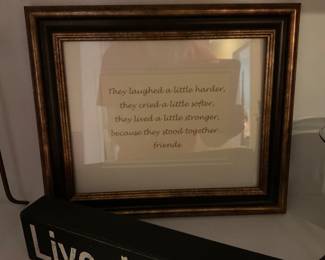 They laughed a little harder,
they cried a little softer,
they lived a little stronger,
because they stood together...
friends
Live